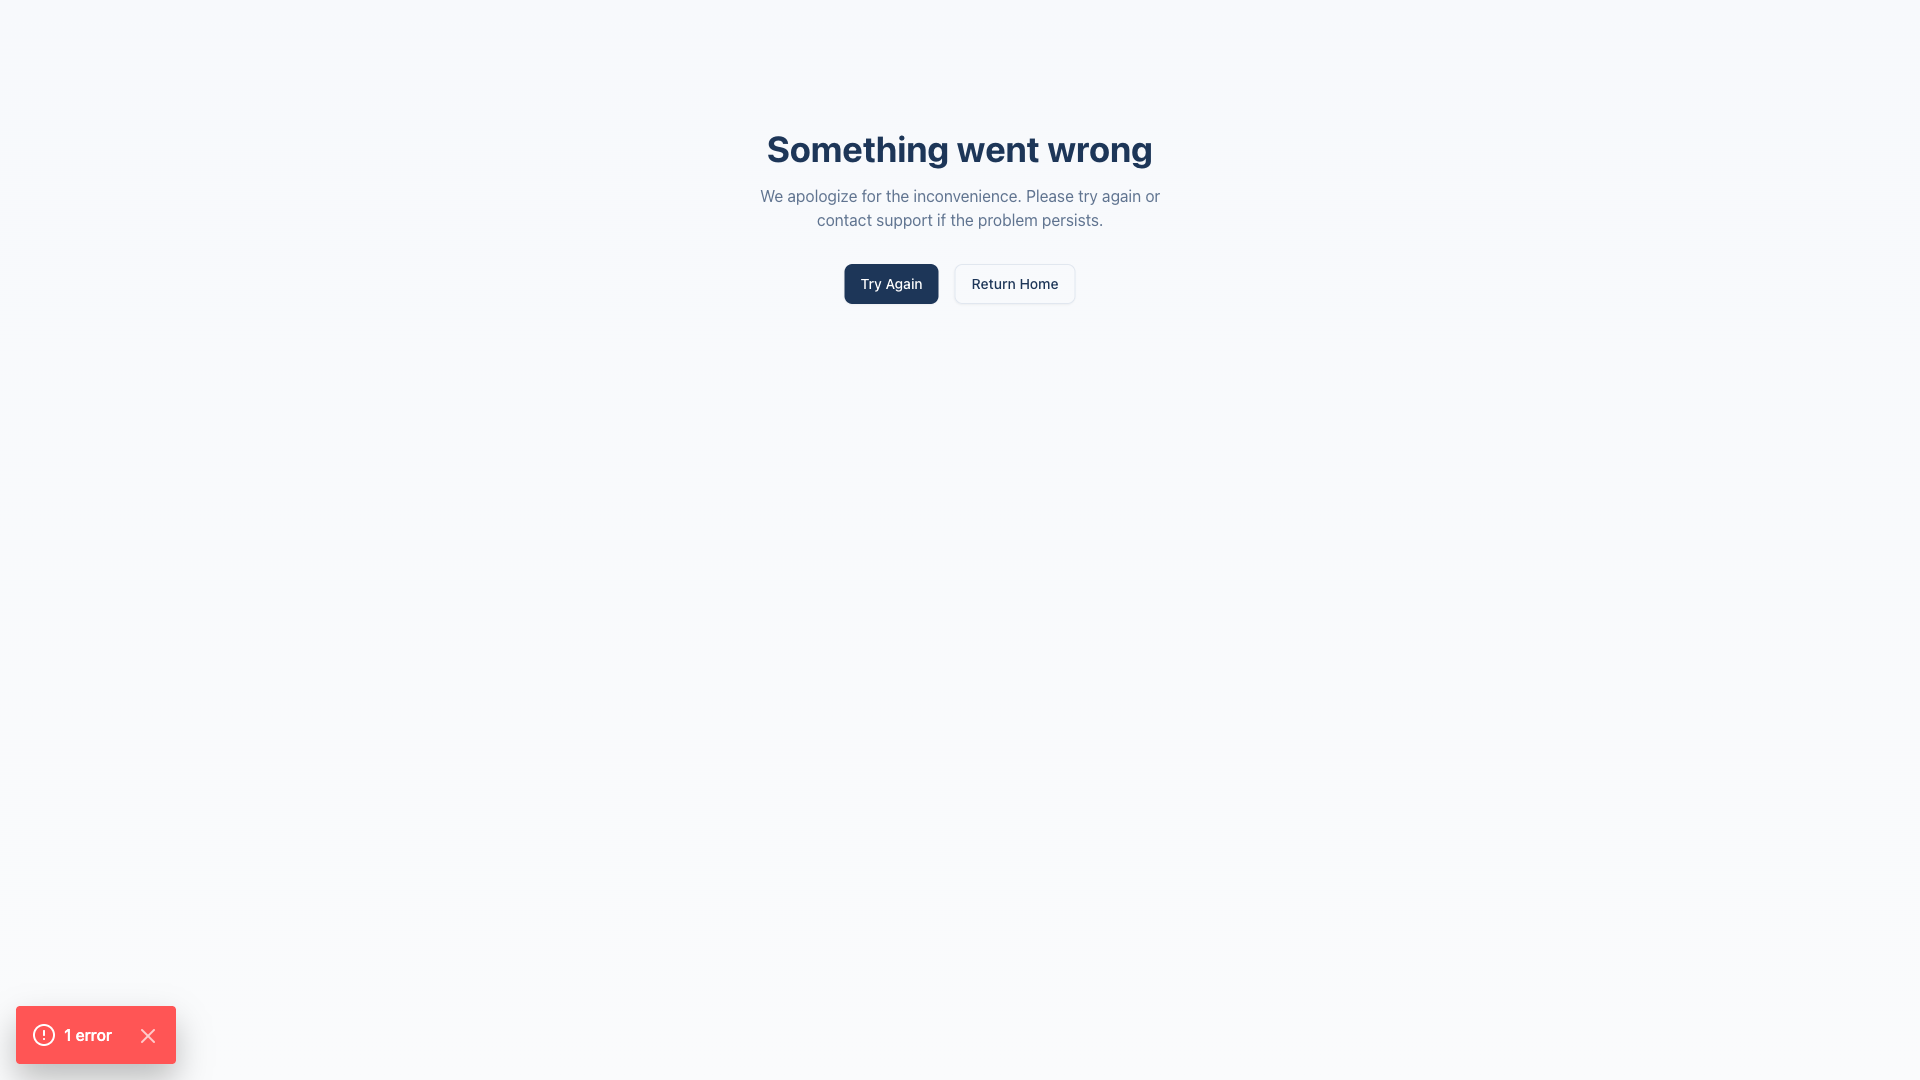 Something went wrong
We apologize for the inconvenience. Please try again or
contact support if the problem persists.
Try Again
Return Home
1 error